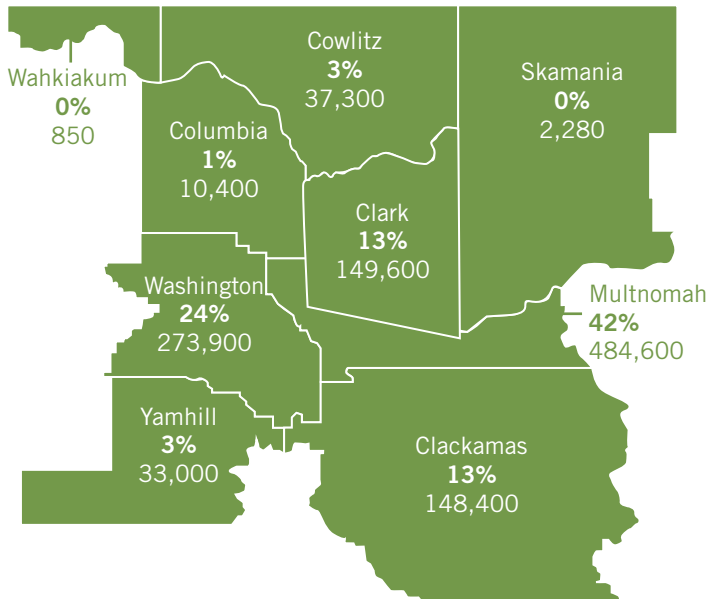 Wahkiakum
0%
850
Cowlitz
3%
37,300
Skamania
0%
2,280
Columbia
1%
10,400
Clark
13%
149,600
Washington
24%
273,900
Multnomah
42%
484,600
Yamhill
3%
33,000
Clackamas
13%
148,400